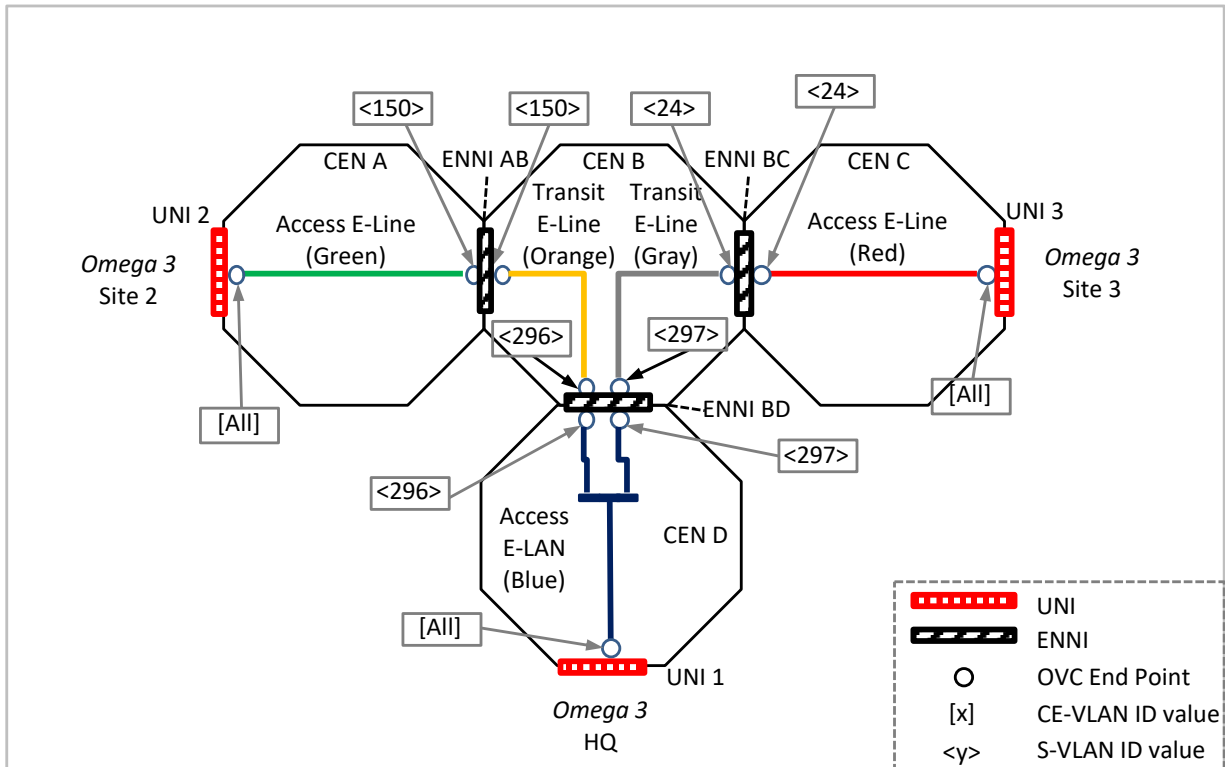 <150>
<150>
<24>
<24>
CEN A
ENNI AB
CEN B
ENNI BC
CEN C
UNI 2
Access E-Line
(Green)
Transit
E-Line
(Orange)
Transit
E-Line
(Gray)
Access E-Line
(Red)
UNI 3
Omega 3
Site 2
Omega 3
Site 3
<296>
<297>
[All]
ENNI BD
[All]
<296>
<297>
Access
E-LAN
(Blue)
CEN D
[All]
UNI 1
Omega 3
HQ
UNI
ENNI
OVC End Point
[x]
CE-VLAN ID value
<y>
S-VLAN ID value